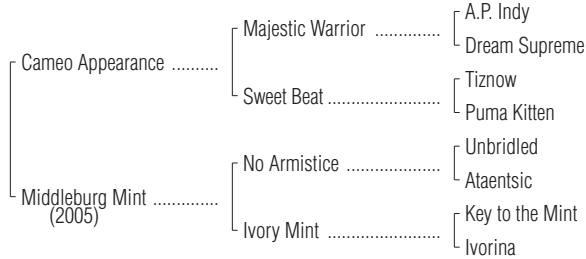 A.P. Indy
Majestic Warrior ..............
Dream Supreme
Cameo Appearance ..........
Tiznow
Sweet Beat ....................
Puma Kitten
Unbridled
No Armistice .................
Ataentsic
Middleburg Mint ..............
(2005)
Key to the Mint
Ivory Mint .....................
Ivorina